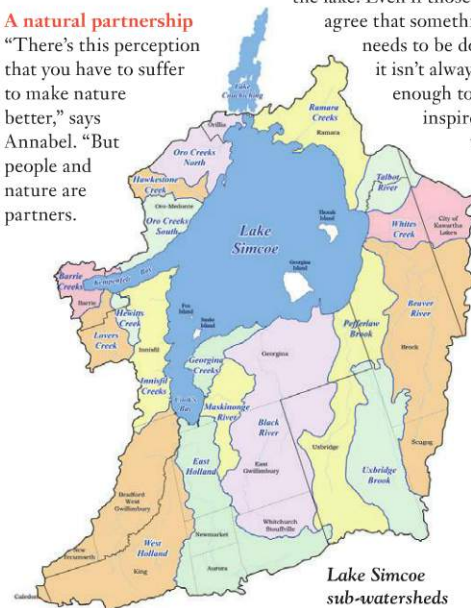 A natural partnership
“There’s this perception
that you have to suffer
to make nature
better,” says
Annabel. “But
people and
nature are
partners.
the lake. Even if those
agree that somethi
needs to be do
it isn’t alway
enough to
inspire
Lake
Couchiching
Orillia
Ramara
Creeks
Ramara
Oro Creeks
North
Hawkestone
Creek
Oro-Medonte
Oro Creeks
South
Talbot
River
Whites
Creek
City of
Kawartha
Lakes
Lake
Simcoe
Thorah
Island
Georgina
Island
Barrie
Creeks
Kempenfelt Bay
Barrie
Hewitts
Creek
Lovers
Creek
Innisfil
Innisfil
Creeks
Fox
Island
Snake
Island
Cook's
Bay
Georgina
Creeks
Georgina
Maskinonge
River
Pefferlaw
Brook
Beaver
River
Brock
Black
River
East
Gwillimbury
Uxbridge
Uxbridge
Brook
Scugog
East
Holland
Newmarket
Whitchurch
Stouffville
Aurora
Bradford
West
Gwillimbury
West
Holland
New
Tecumseth
King
Caledon
Lake Simcoe
sub-watersheds